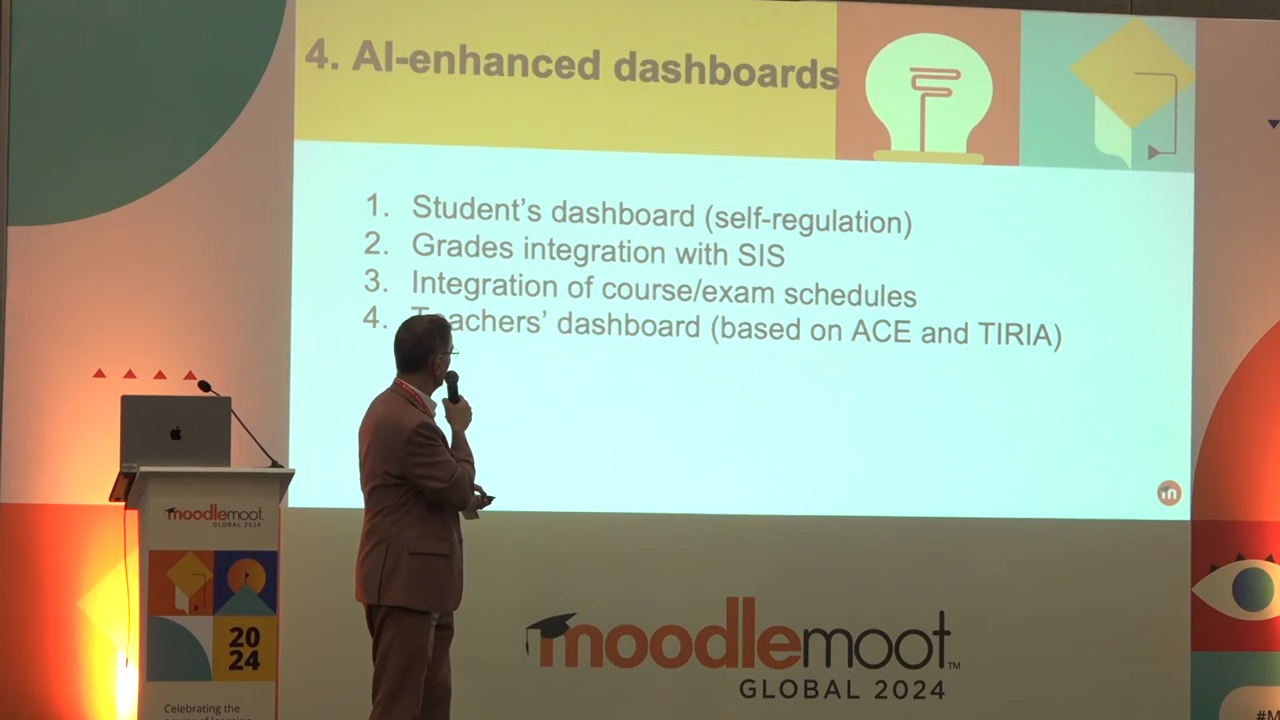 4. AI-enhanced dashboards
1. Student's dashboard (self-regulation)
2. Grades integration with SIS
3. Integration of course/exam schedules
4. Teachers' dashboard (based on ACE and TIRIA)
moodlemoot™
GLOBAL 2024
moodlemoot.
GLOBAL 2024
20
24
Celebrating the
#M